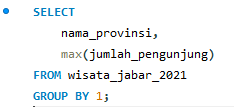 SELECT
nama_provinsi,
max(jumlah_pengunjung)
FROM wisata_jabar_2021
GROUP BY 1;